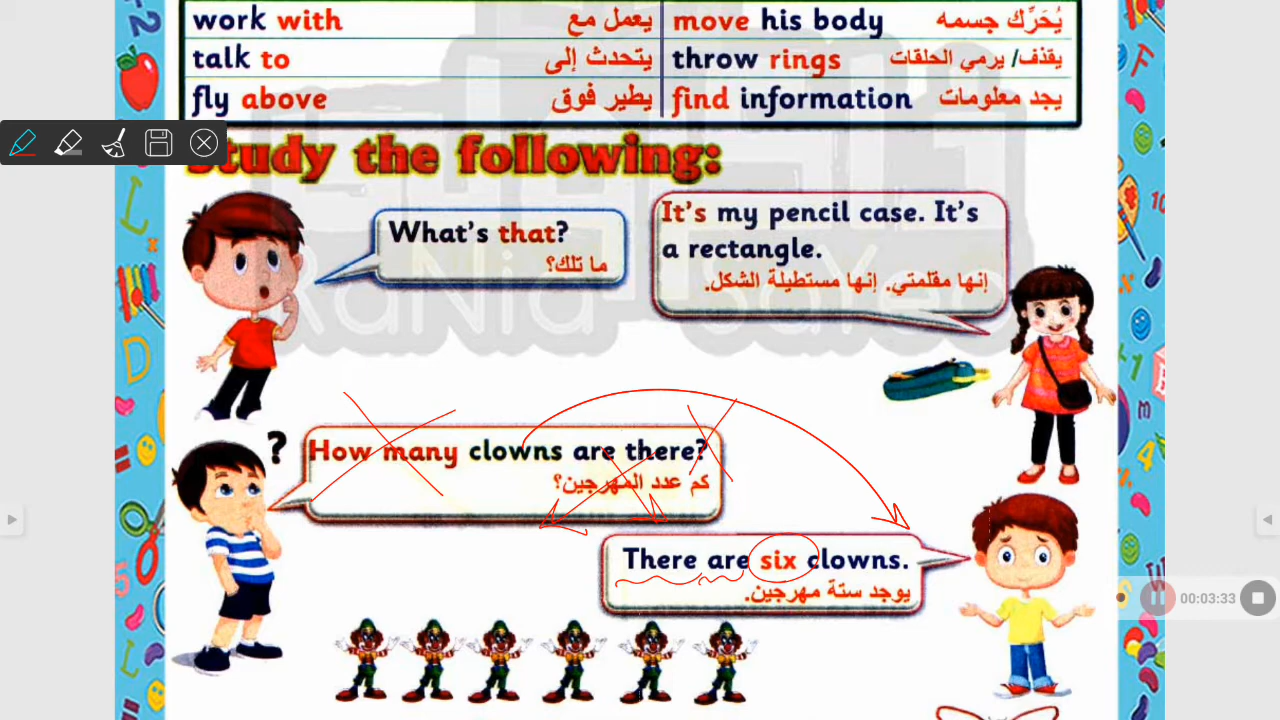 work with يعمل مع move his body يُحَرِّك جسمه
talk to يتحدث إلى throw rings يقذف/ يرمي الحلقات
fly above يطير فوق find information يجد معلومات
tudy the following:
What's that?
ما تلك؟
It's my pencil case. It's
a rectangle.
إنها مقلمتي. إنها مستطيلة الشكل.
RaNia SaYed
?
How many clowns are there?
كم عدد المهرجين؟
There are six clowns.
يوجد ستة مهرجين.
00:03:33